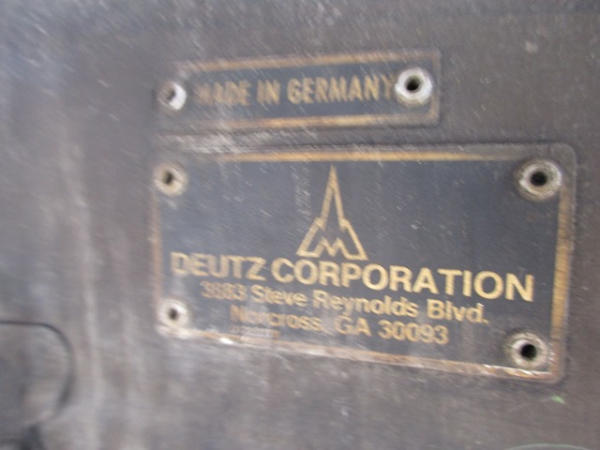 MADE IN GERMANY
DEUTZ CORPORATION
3883 Steve Reynolds Blvd.
Norcross, GA 30093